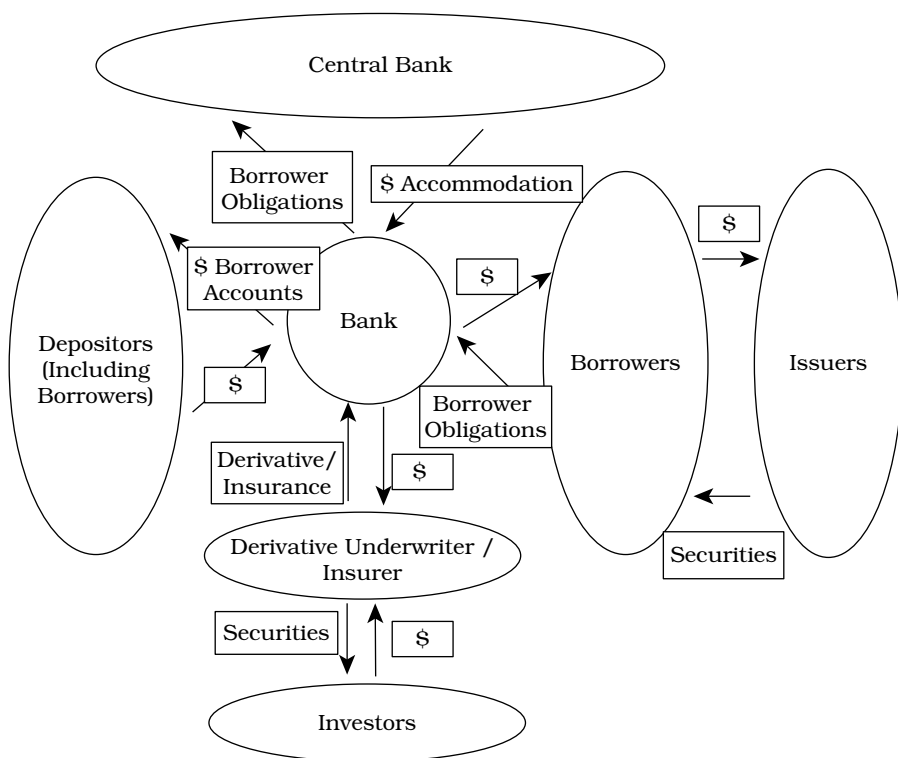 Central Bank
Borrower
Obligations
$ Accommodation
$
$ Borrower
Accounts
$
Bank
Depositors
(Including
Borrowers)
Borrowers
Issuers
$
Borrower
Obligations
Derivative/
Insurance
$
Derivative Underwriter /
Insurer
Securities
Securities
$
Investors